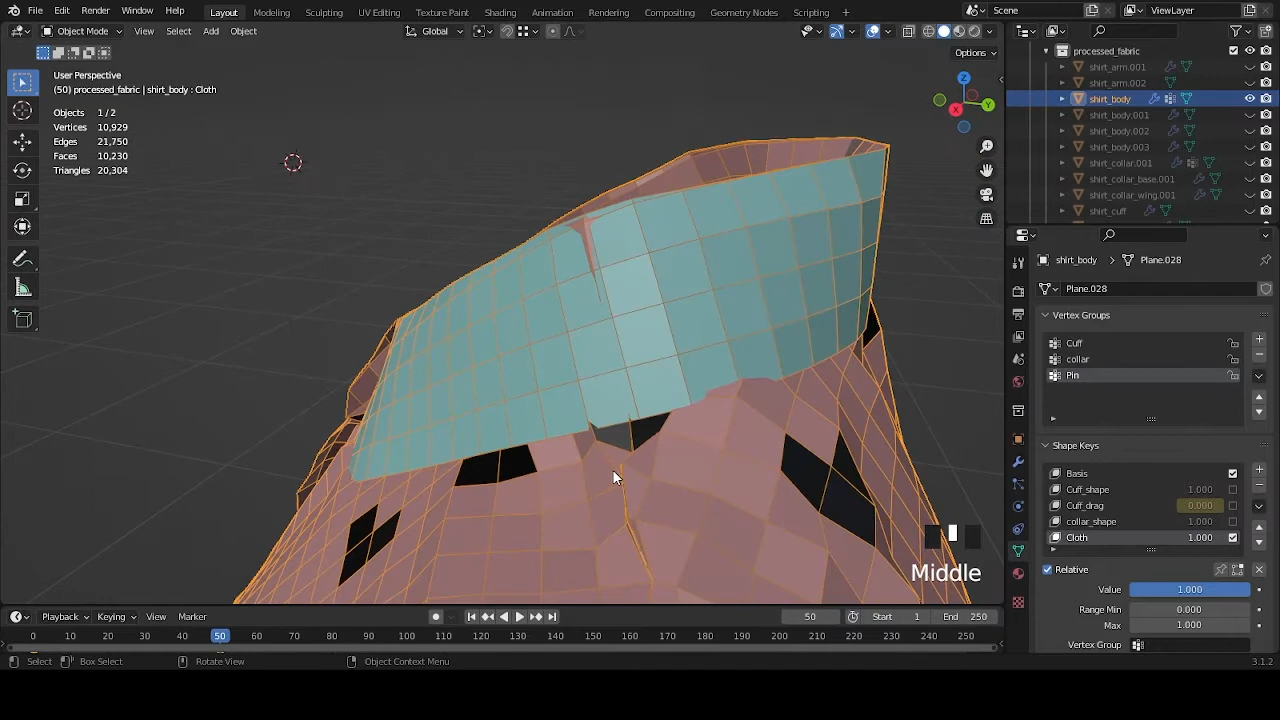 File Edit Render Window Help Layout Modeling Sculpting UV Editing Texture Paint Shading Animation Rendering Compositing Geometry Nodes Scripting + Scene ViewLayer
Object Mode View Select Add Object Global
Options
User Perspective
(50) processed_fabric | shirt_body : Cloth
Objects 1/2
Vertices 10,929
Edges 21,750
Faces 10,230
Triangles 20,304
Z
Y
X
processed_fabric
shirt_arm.001
shirt_arm.002
shirt_body
shirt_body.001
shirt_body.002
shirt_body.003
shirt_collar.001
shirt_collar_base.001
shirt_collar_wing.001
shirt_cuff
shirt_body > Plane.028
Plane.028
Vertex Groups
Cuff
collar
Pin
Shape Keys
Basis
Cuff_shape 1.000
Cuff_drag 0.000
collar_shape 1.000
Cloth 1.000
Relative
Value 1.000
Range Min 0.000
Max 1.000
Vertex Group
Middle
Playback Keying View Marker 50 Start 1 End 250
0 10 20 30 40 50 60 70 80 90 100 110 120 130 140 150 160 170 180 190 200 210 220 230 240 250
Select Box Select Rotate View Object Context Menu 3.1.2